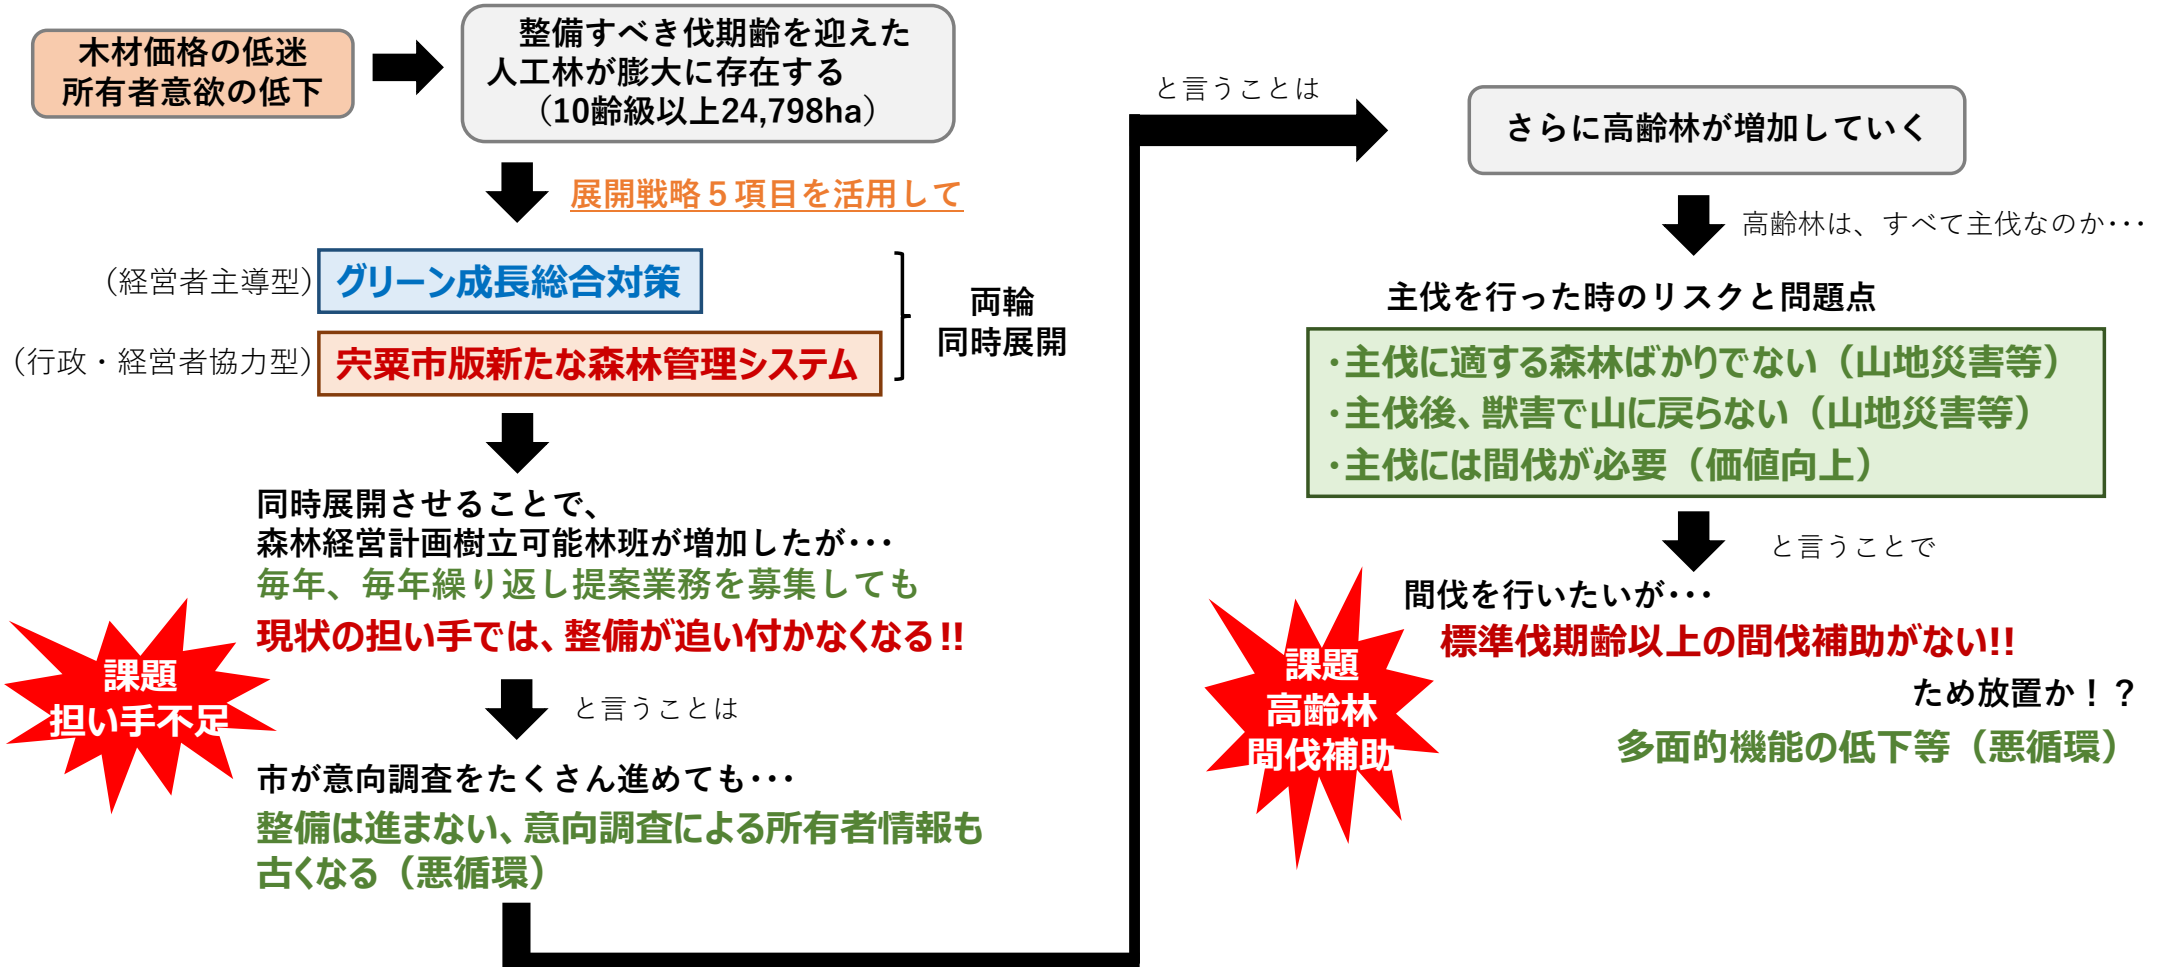 木材価格の低迷
所有者意欲の低下
整備すべき伐期齢を迎えた
人工林が膨大に存在する
（10齢級以上24,798ha）
展開戦略５項目を活用して
（経営者主導型）
グリーン成長総合対策
（行政・経営者協力型）
宍粟市版新たな森林管理システム
両輪
同時展開
同時展開させることで、
森林経営計画樹立可能林班が増加したが･･･
毎年、毎年繰り返し提案業務を募集しても
現状の担い手では、整備が追い付かなくなる!!
課題
担い手不足
と言うことは
市が意向調査をたくさん進めても･･･
整備は進まない、意向調査による所有者情報も
古くなる（悪循環）
と言うことは
さらに高齢林が増加していく
高齢林は、すべて主伐なのか･･･
主伐を行った時のリスクと問題点
・主伐に適する森林ばかりでない（山地災害等）
・主伐後、獣害で山に戻らない（山地災害等）
・主伐には間伐が必要（価値向上）
と言うことで
間伐を行いたいが･･･
標準伐期齢以上の間伐補助がない!!
課題
高齢林
間伐補助
ため放置か！？
多面的機能の低下等（悪循環）